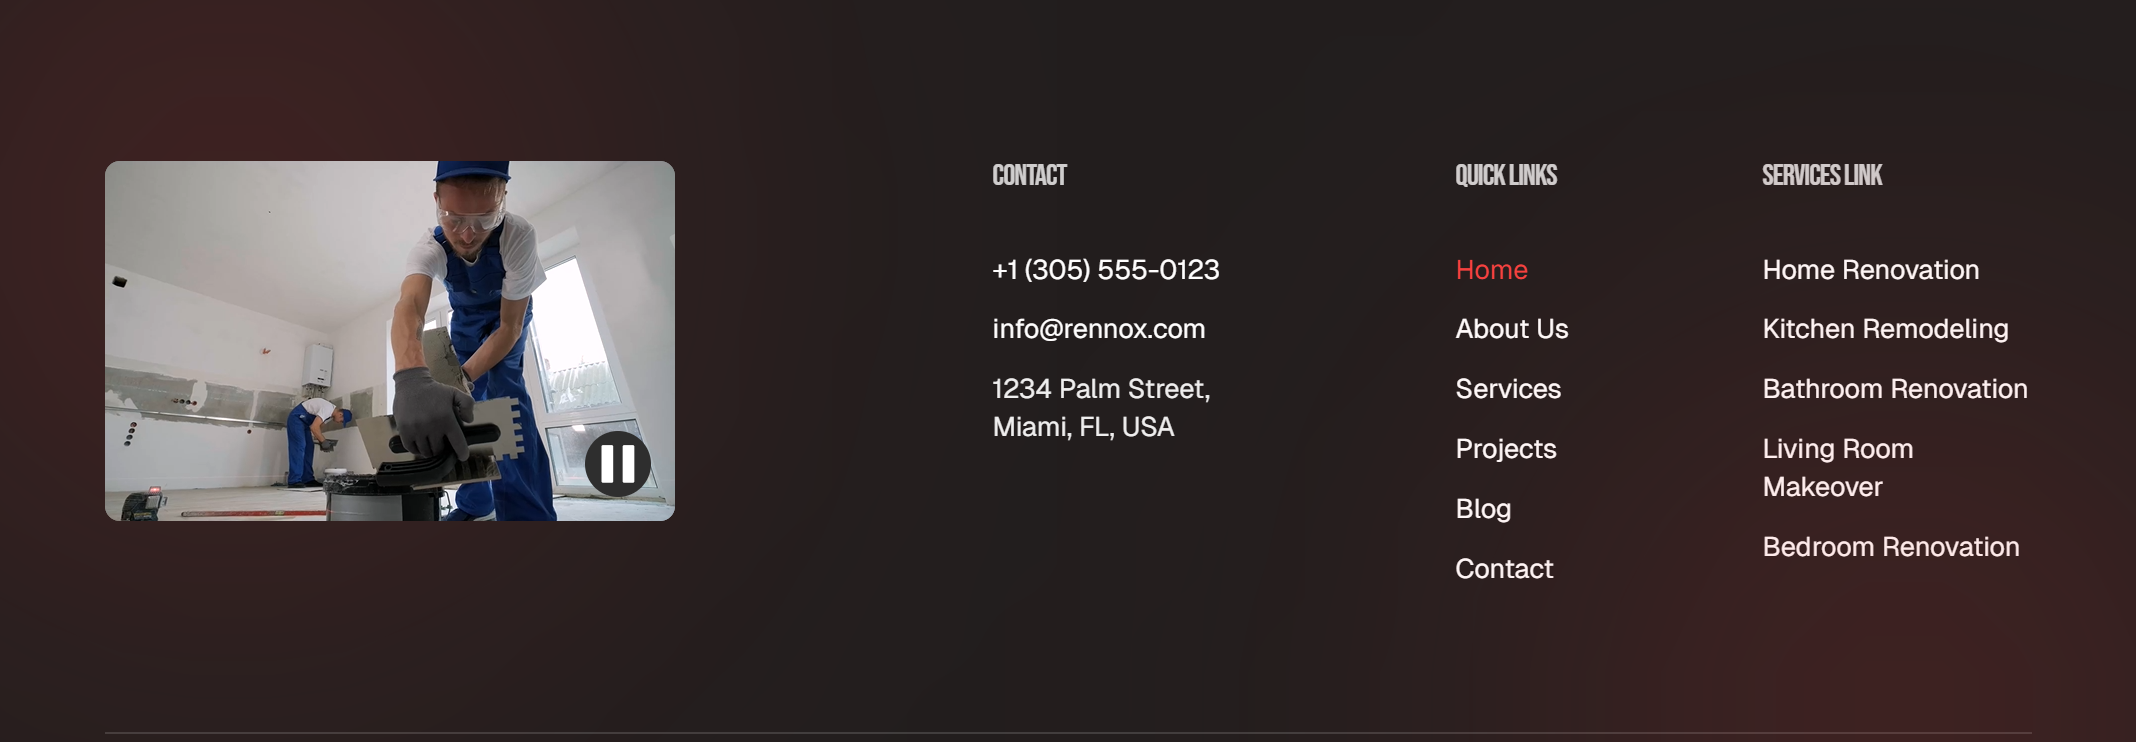 CONTACT
+1 (305) 555-0123
info@rennox.com
1234 Palm Street,
Miami, FL, USA
QUICK LINKS
Home
About Us
Services
Projects
Blog
Contact
SERVICES LINK
Home Renovation
Kitchen Remodeling
Bathroom Renovation
Living Room
Makeover
Bedroom Renovation